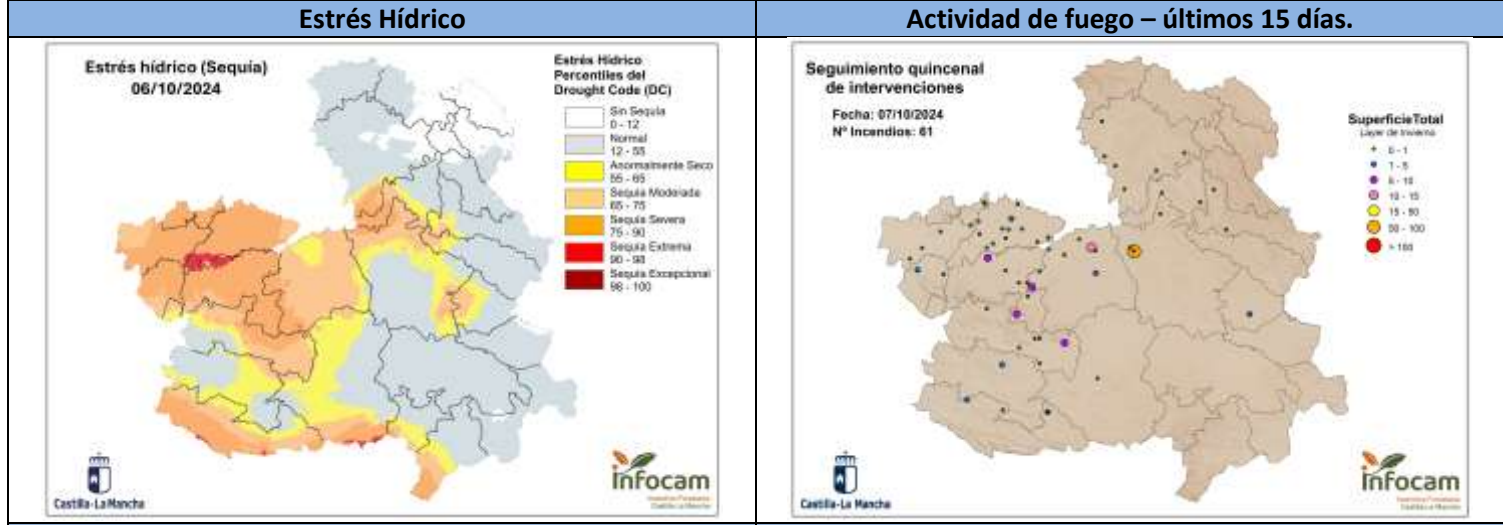 Estrés Hídrico
Actividad de fuego – últimos 15 días.
Estrés hídrico (Sequía)
06/10/2024
Estrés Hídrico
Percentiles del
Drought Code (DC)
Sin Sequía
0 - 12
Normal
12 - 55
Anormalmente Seco
55 - 65
Sequía Moderada
65 - 75
Sequía Severa
75 - 90
Sequía Extrema
90 - 98
Sequía Excepcional
98 - 100
Castilla-La Mancha
infocam
Seguimiento quincenal
de intervenciones
Fecha: 07/10/2024
Nº Incendios: 61
SuperficieTotal
Layer de Invierno
0 - 1
1 - 5
5 - 10
10 - 15
15 - 50
50 - 100
> 100
Castilla-La Mancha
infocam